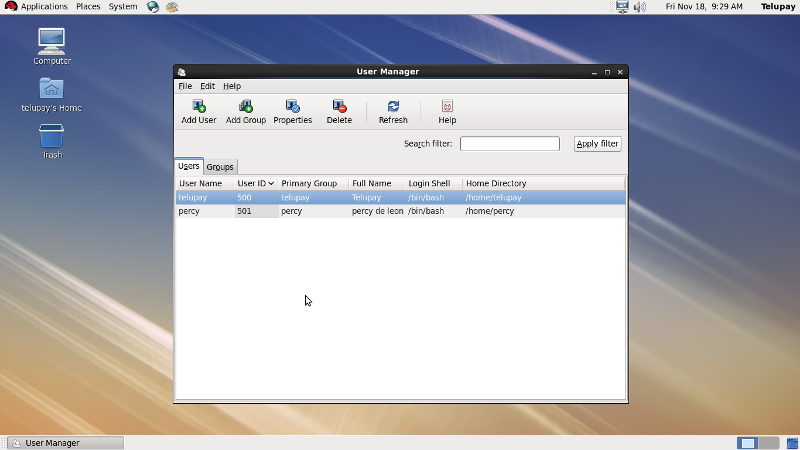 Applications Places System Fri Nov 18, 9:29 AM Telupay
Computer
telupay's Home
Trash
User Manager
File Edit Help
Add User Add Group Properties Delete Refresh Help
Search filter: Apply filter
Users Groups
User Name User ID Primary Group Full Name Login Shell Home Directory
telupay 500 telupay Telupay /bin/bash /home/telupay
percy 501 percy percy de leon /bin/bash /home/percy
User Manager